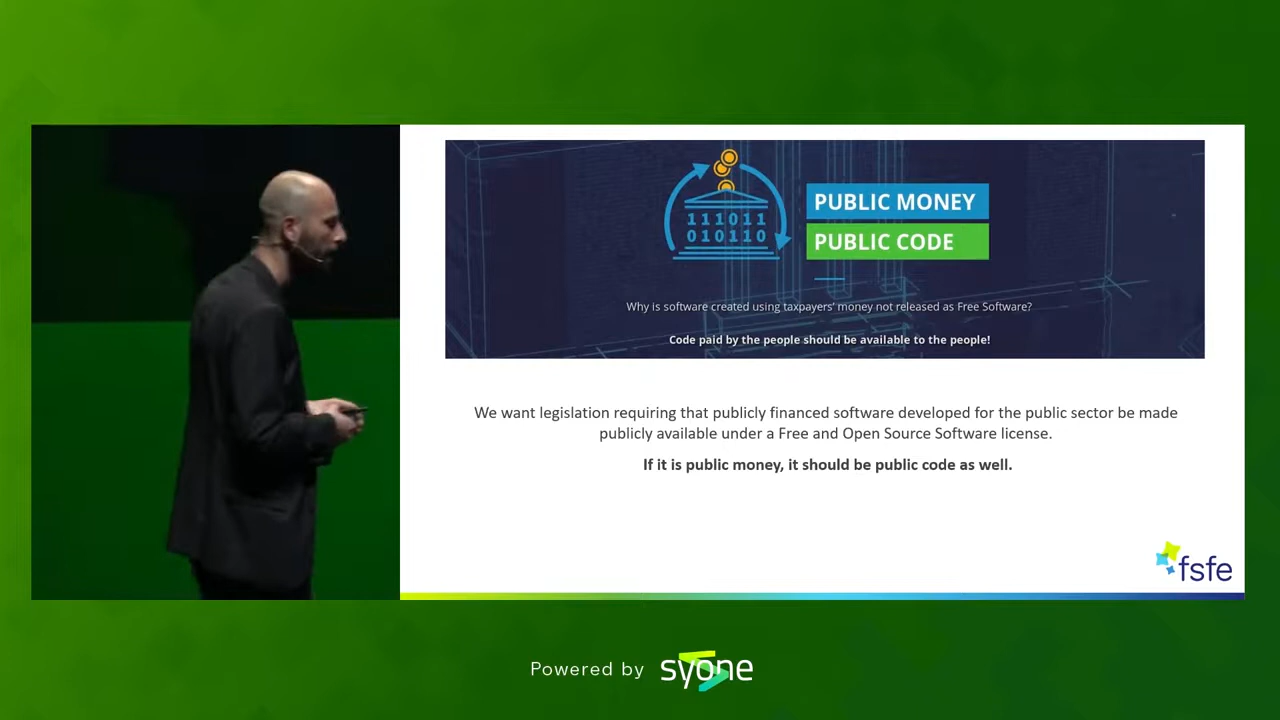 111011
010110
PUBLIC MONEY
PUBLIC CODE
Why is software created using taxpayers' money not released as Free Software?
Code paid by the people should be available to the people!
We want legislation requiring that publicly financed software developed for the public sector be made
publicly available under a Free and Open Source Software license.
If it is public money, it should be public code as well.
fsfe
Powered by syone